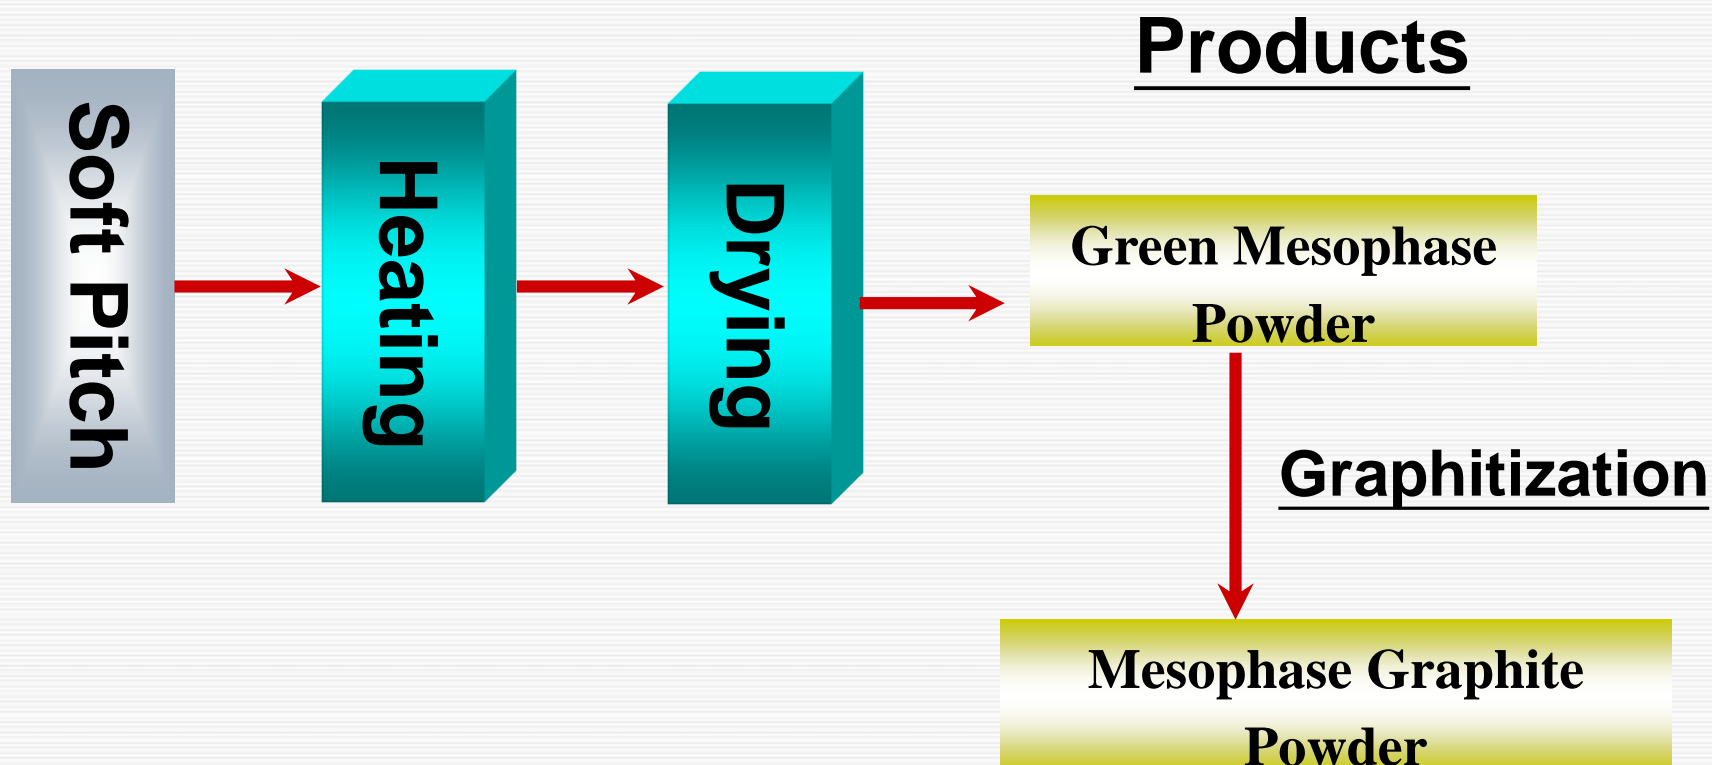 Products
Soft Pitch
Heating
Drying
Green Mesophase
Powder
Graphitization
Mesophase Graphite
Powder